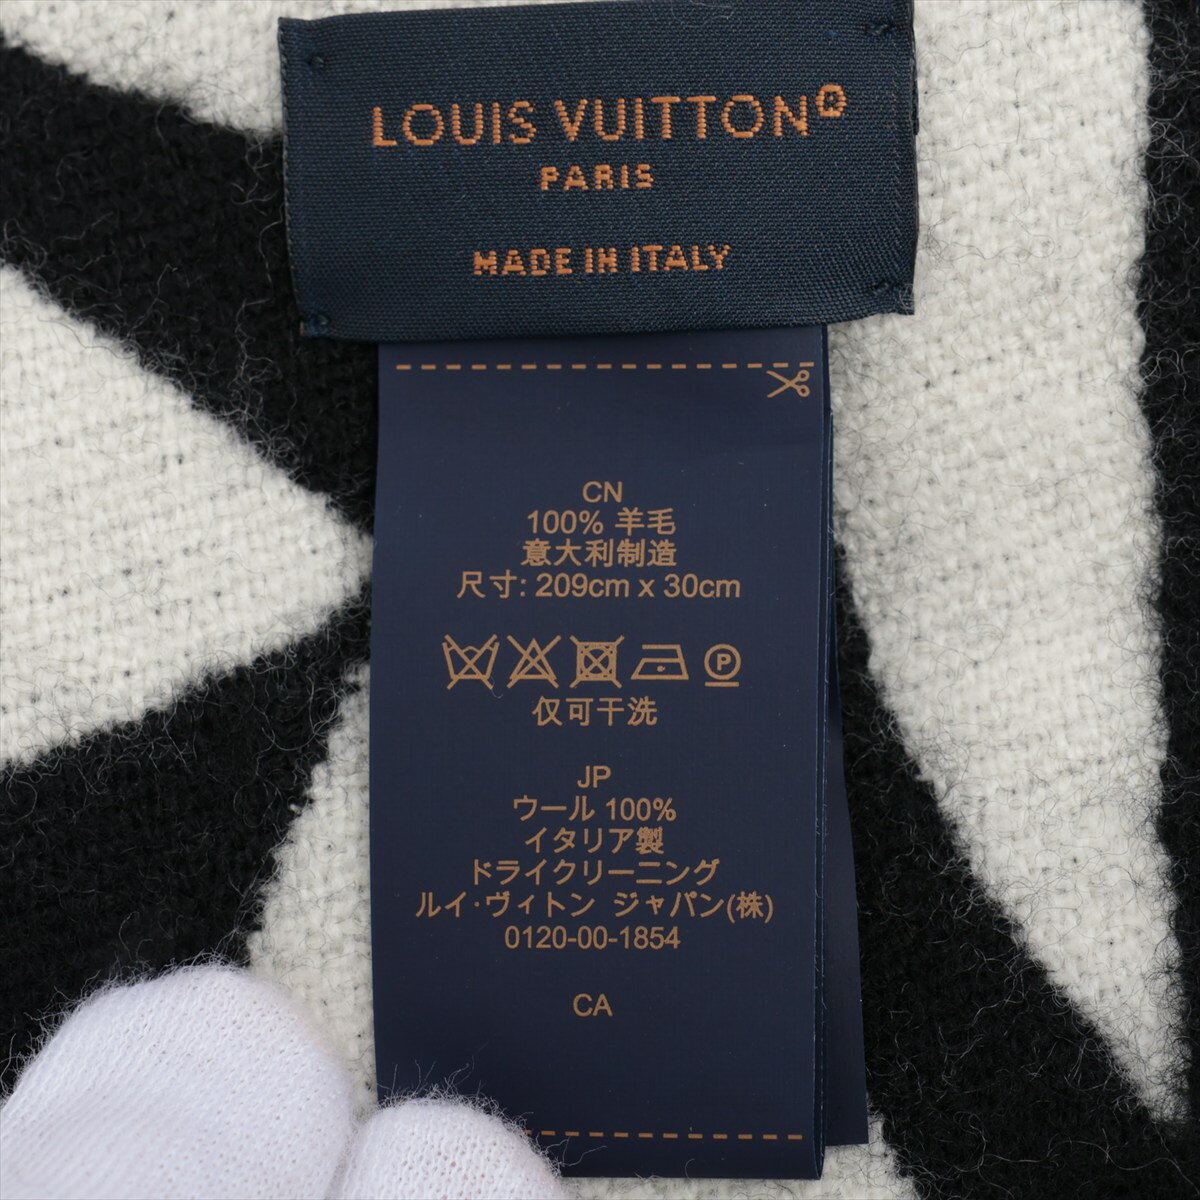 LOUIS VUITTON®
PARIS
MADE IN ITALY
CN
100% 羊毛
意大利制造
尺寸: 209cm x 30cm
P
仅可干洗
JP
ウール 100%
イタリア製
ドライクリーニング
ルイ･ヴィトン ジャパン(株)
0120-00-1854
CA